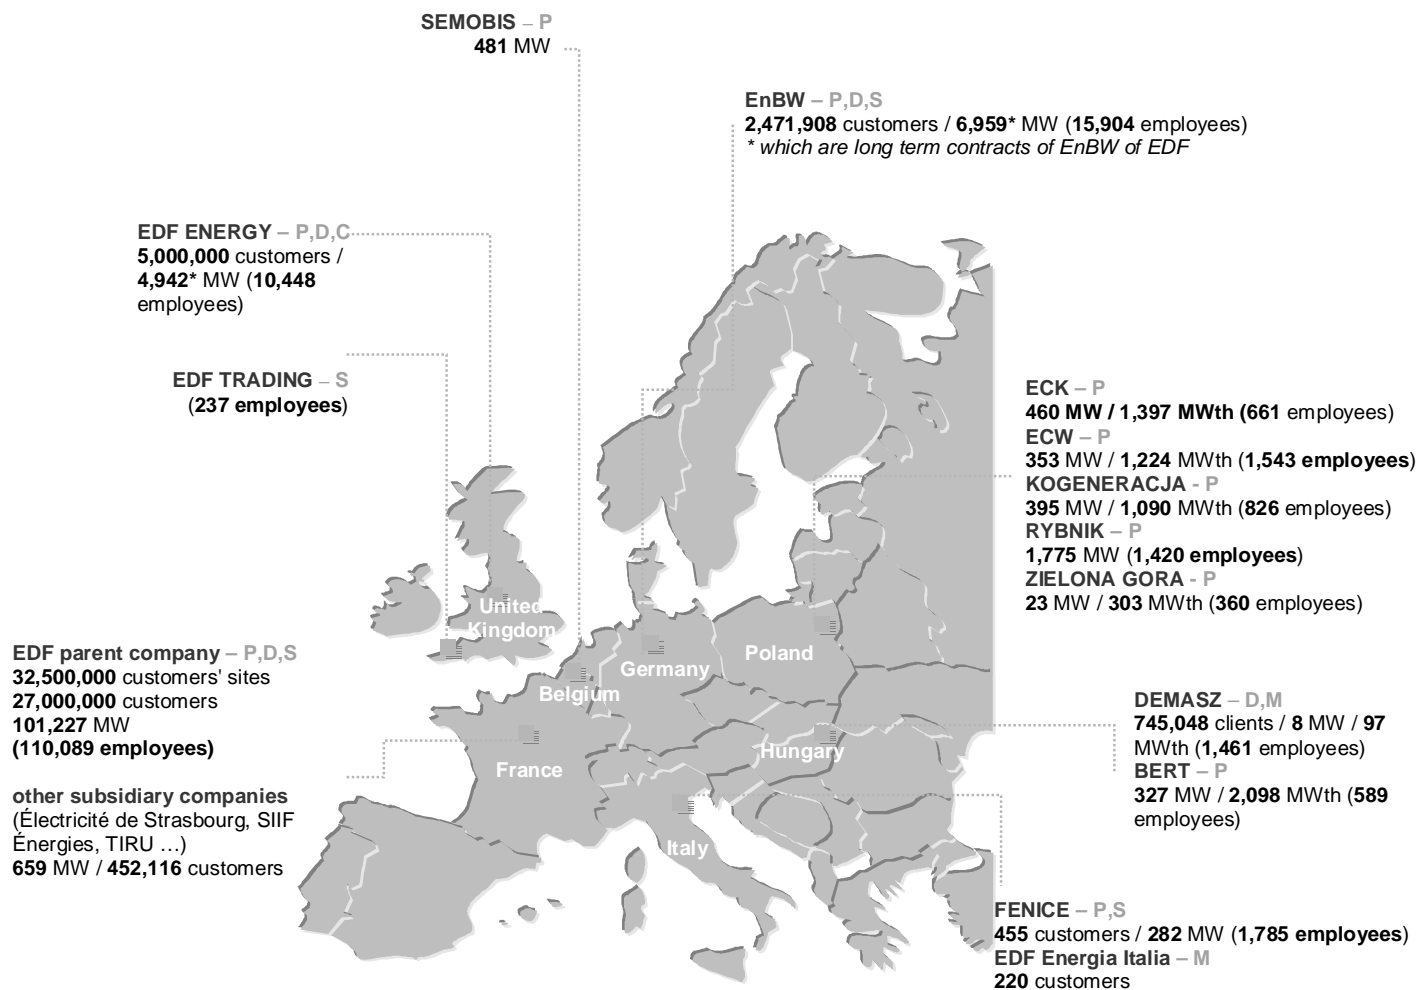 SEMOBIS – P
481 MW
EnBW – P,D,S
2,471,908 customers / 6,959* MW (15,904 employees)
* which are long term contracts of EnBW of EDF
EDF ENERGY – P,D,C
5,000,000 customers /
4,942* MW (10,448
employees)
EDF TRADING – S
(237 employees)
ECK – P
460 MW / 1,397 MWth (661 employees)
ECW – P
353 MW / 1,224 MWth (1,543 employees)
KOGENERACJA - P
395 MW / 1,090 MWth (826 employees)
RYBNIK – P
1,775 MW (1,420 employees)
ZIELONA GORA - P
23 MW / 303 MWth (360 employees)
United
Kingdom
Germany
Poland
Belgium
Hungary
France
Italy
EDF parent company – P,D,S
32,500,000 customers' sites
27,000,000 customers
101,227 MW
(110,089 employees)
other subsidiary companies
(Électricité de Strasbourg, SIIF
Énergies, TIRU …)
659 MW / 452,116 customers
DEMASZ – D,M
745,048 clients / 8 MW / 97
MWth (1,461 employees)
BERT – P
327 MW / 2,098 MWth (589
employees)
FENICE – P,S
455 customers / 282 MW (1,785 employees)
EDF Energia Italia – M
220 customers